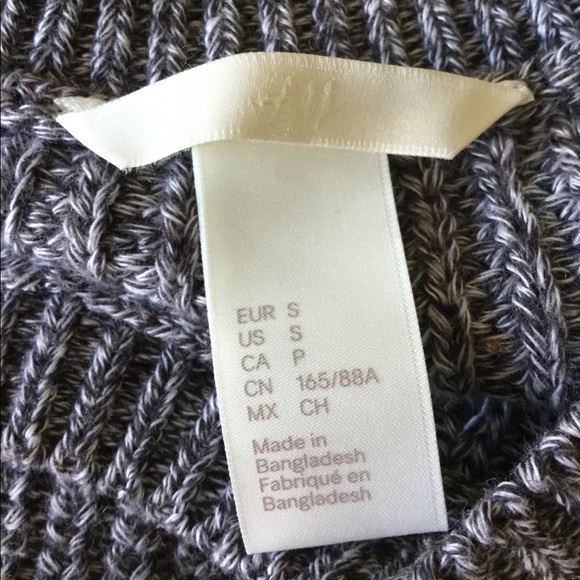 EUR S
US S
CA P
CN 165/88A
MX CH
Made in
Bangladesh
Fabriqué en
Bangladesh